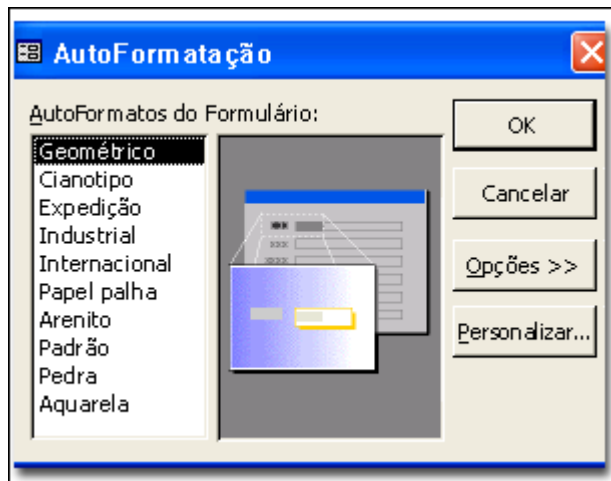 AutoFormatação
AutoFormatos do Formulário:
Geométrico
Cianotipo
Expedição
Industrial
Internacional
Papel palha
Arenito
Padrão
Pedra
Aquarela
OK
Cancelar
Opções >>
Personalizar...